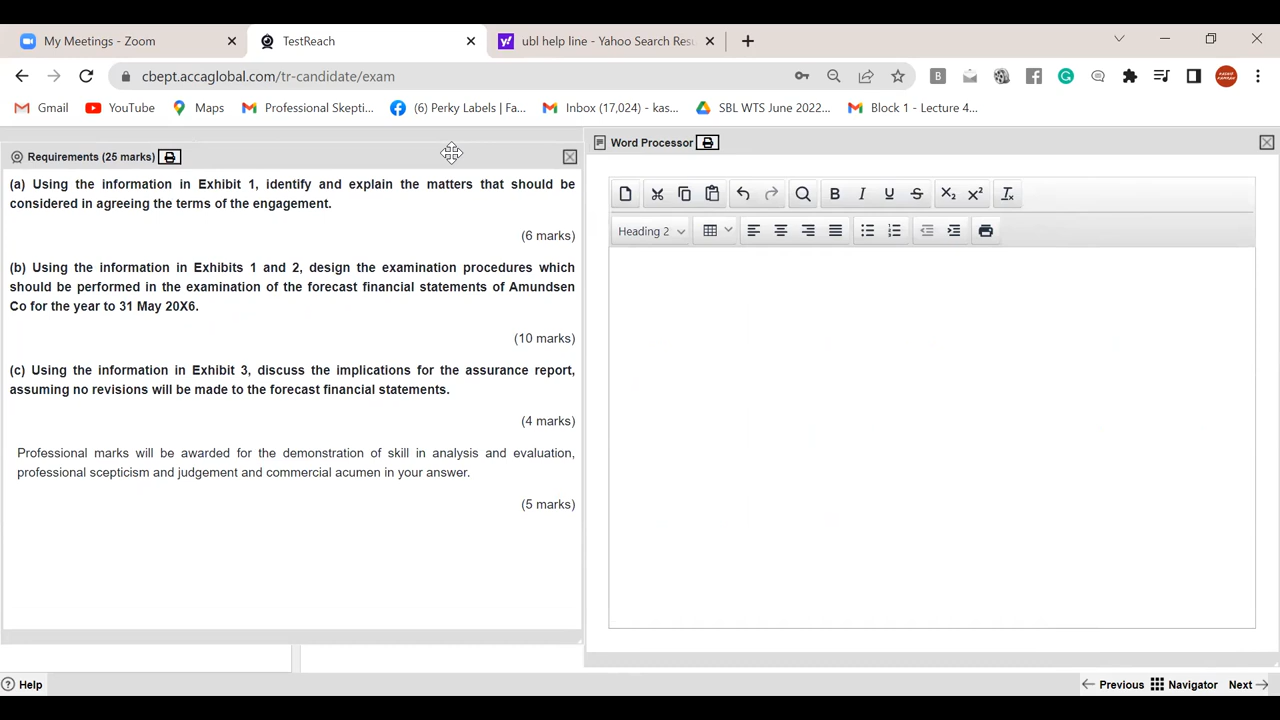 My Meetings - Zoom
TestReach
ubl help line - Yahoo Search Resu
cbept.accaglobal.com/tr-candidate/exam
Gmail
YouTube
Maps
Professional Skepti...
(6) Perky Labels | Fa...
Inbox (17,024) - kas...
SBL WTS June 2022...
Block 1 - Lecture 4...
Requirements (25 marks)
Word Processor
(a) Using the information in Exhibit 1, identify and explain the matters that should be
considered in agreeing the terms of the engagement.
(6 marks)
(b) Using the information in Exhibits 1 and 2, design the examination procedures which
should be performed in the examination of the forecast financial statements of Amundsen
Co for the year to 31 May 20X6.
(10 marks)
(c) Using the information in Exhibit 3, discuss the implications for the assurance report,
assuming no revisions will be made to the forecast financial statements.
(4 marks)
Professional marks will be awarded for the demonstration of skill in analysis and evaluation,
professional scepticism and judgement and commercial acumen in your answer.
(5 marks)
B I U S X₂ X² Tx
Heading 2
Help
Previous
Navigator
Next